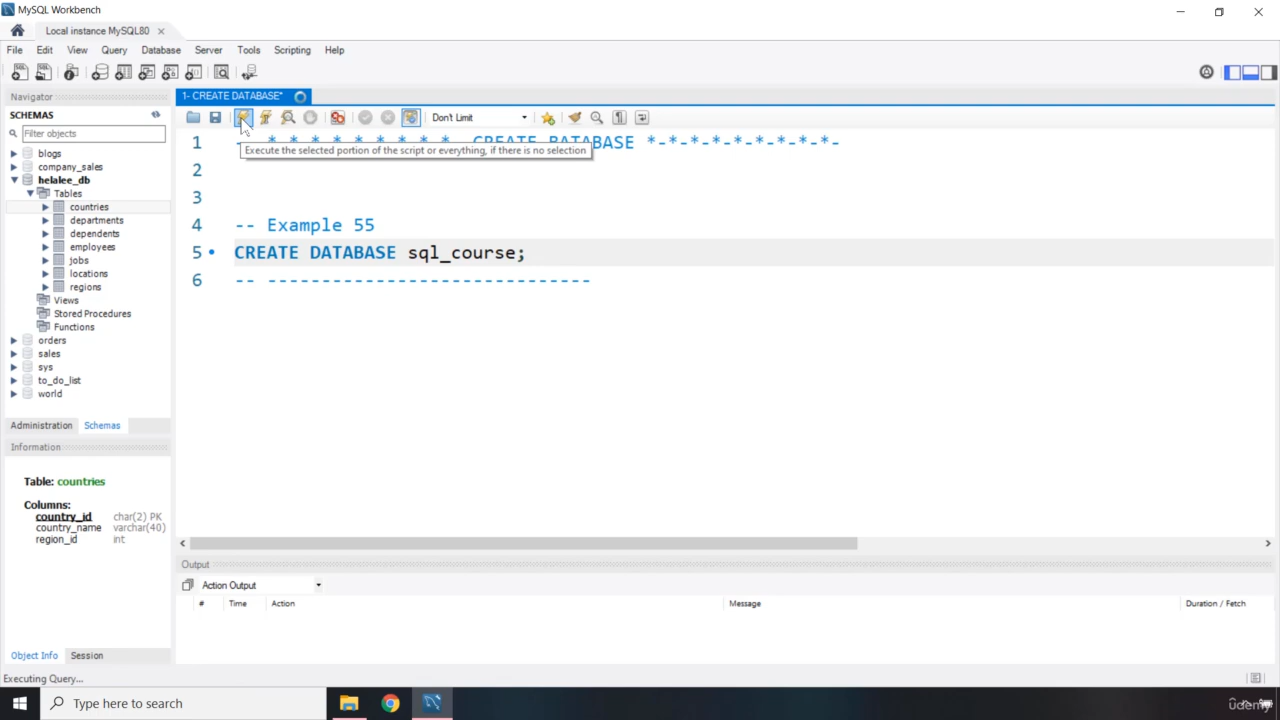 MySQL Workbench
Local instance MySQL80
File Edit View Query Database Server Tools Scripting Help
Navigator
SCHEMAS
Filter objects
blogs
company_sales
helalee_db
Tables
countries
departments
dependents
employees
jobs
locations
regions
Views
Stored Procedures
Functions
orders
sales
sys
to_do_list
world
Administration Schemas
Information
Table: countries
Columns:
country_id char(2) PK
country_name varchar(40)
region_id int
Object Info Session
1- CREATE DATABASE*
Don't Limit
1 -- *-*-*-*-*-*-*-*-*- CREATE DATABASE *-*-*-*-*-*-*-*-*-
Execute the selected portion of the script or everything, if there is no selection
2
3
4 -- Example 55
5 CREATE DATABASE sql_course;
6 -- ------------------------------
Output
Action Output
# Time Action Message Duration / Fetch
Executing Query...
Type here to search
udemy